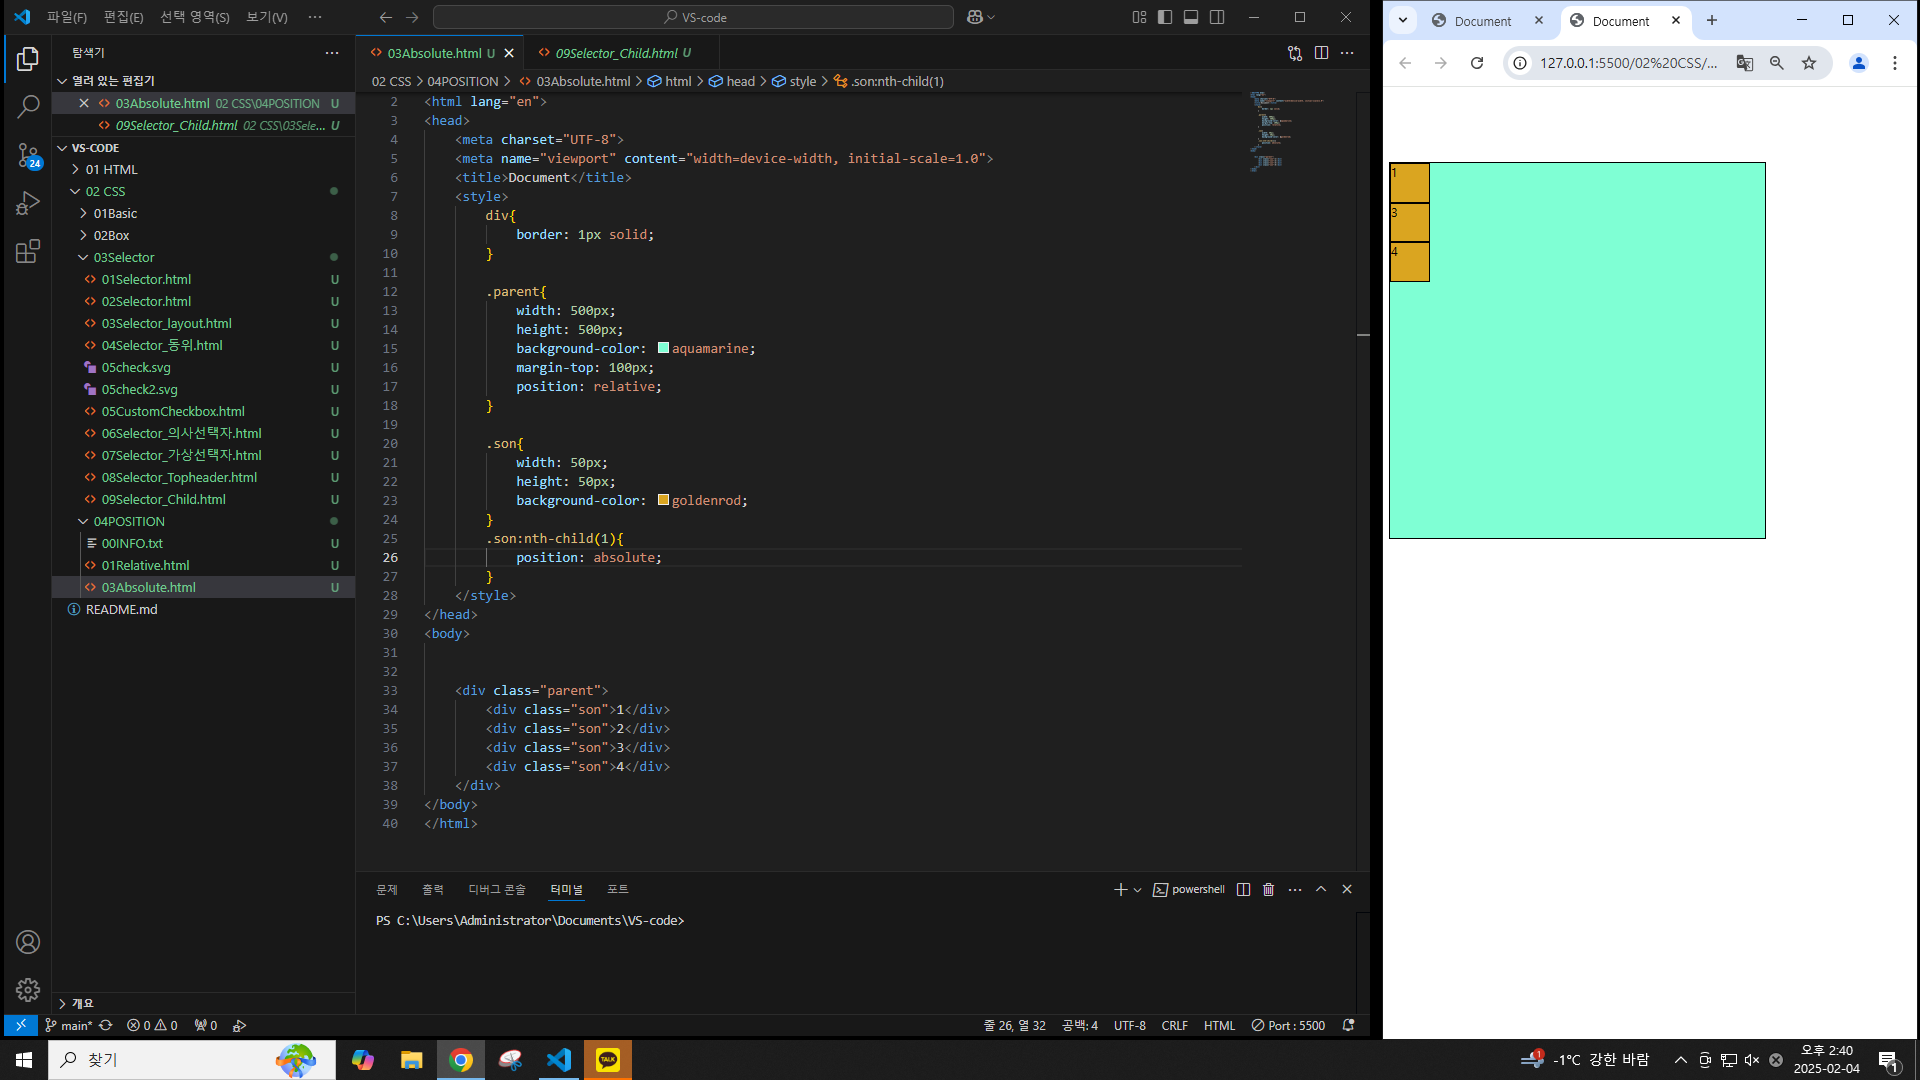 파일(F) 편집(E) 선택 영역(S) 보기(V) ···
VS-code
탐색기
열려 있는 편집기
03Absolute.html 02 CSS\04POSITION U
09Selector_Child.html 02 CSS\03Sele... U
VS-CODE
01 HTML
02 CSS
01Basic
02Box
03Selector
01Selector.html U
02Selector.html U
03Selector_layout.html U
04Selector_동위.html U
05check.svg U
05check2.svg U
05CustomCheckbox.html U
06Selector_의사선택자.html U
07Selector_가상선택자.html U
08Selector_Topheader.html U
09Selector_Child.html U
04POSITION
00INFO.txt U
01Relative.html U
03Absolute.html U
README.md
개요
24
03Absolute.html U
09Selector_Child.html U
02 CSS > 04POSITION > 03Absolute.html > html > head > style > .son:nth-child(1)
2 <html lang="en">
3 <head>
4 <meta charset="UTF-8">
5 <meta name="viewport" content="width=device-width, initial-scale=1.0">
6 <title>Document</title>
7 <style>
8 div{
9 border: 1px solid;
10 }
11
12 .parent{
13 width: 500px;
14 height: 500px;
15 background-color: aquamarine;
16 margin-top: 100px;
17 position: relative;
18 }
19
20 .son{
21 width: 50px;
22 height: 50px;
23 background-color: goldenrod;
24 }
25 .son:nth-child(1){
26 position: absolute;
27 }
28 </style>
29 </head>
30 <body>
31
32
33 <div class="parent">
34 <div class="son">1</div>
35 <div class="son">2</div>
36 <div class="son">3</div>
37 <div class="son">4</div>
38 </div>
39 </body>
40 </html>
문제 출력 디버그 콘솔 터미널 포트
powershell
PS C:\Users\Administrator\Documents\VS-code>
main* 0 0 0
줄 26, 열 32 공백: 4 UTF-8 CRLF HTML Port : 5500
Document
Document
127.0.0.1:5500/02%20CSS/...
1
3
4
찾기
TALK
1
-1°C 강한 바람
오후 2:40
2025-02-04
1